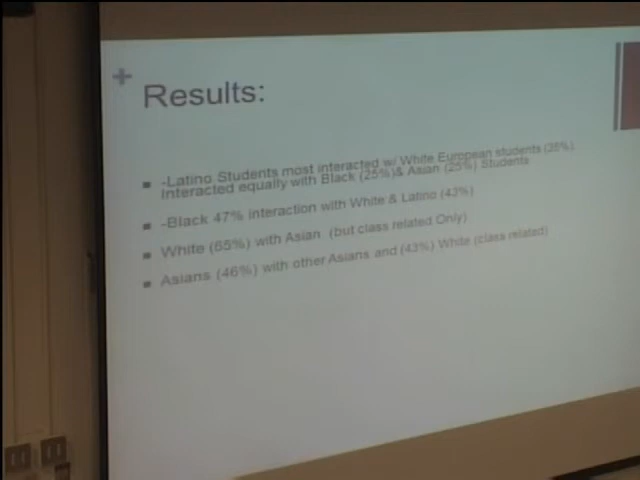 +
Results:
-Latino Students most interacted w/ White European students (35%)
Interacted equally with Black (25%)& Asian (25%) Students
-Black 47% interaction with White & Latino (43%)
White (65%) with Asian (but class related Only)
Asians (46%) with other Asians and (43%) White (class related)